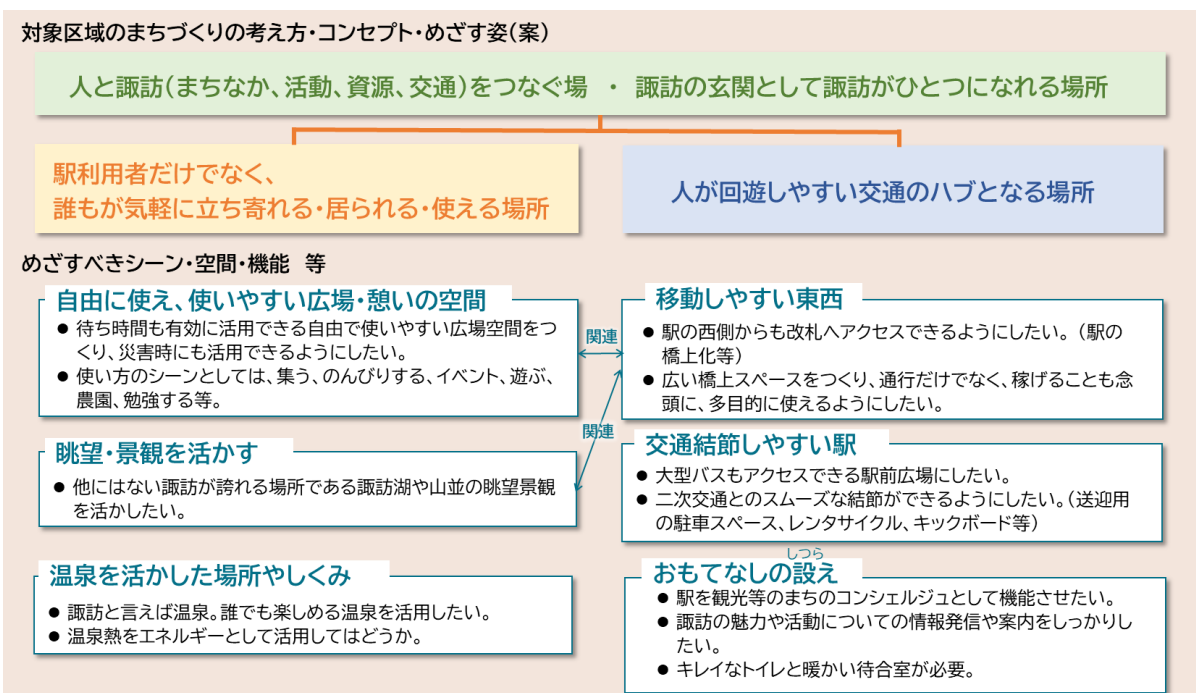 対象区域のまちづくりの考え方・コンセプト・めざす姿(案)
人と諏訪(まちなか、活動、資源、交通)をつなぐ場 ・ 諏訪の玄関として諏訪がひとつになれる場所
駅利用者だけでなく、
誰もが気軽に立ち寄れる・居られる・使える場所
人が回遊しやすい交通のハブとなる場所
めざすべきシーン・空間・機能 等
自由に使え、使いやすい広場・憩いの空間
● 待ち時間も有効に活用できる自由で使いやすい広場空間をつ
くり、災害時にも活用できるようにしたい。
● 使い方のシーンとしては、集う、のんびりする、イベント、遊ぶ、
農園、勉強する等。
関連
移動しやすい東西
● 駅の西側からも改札へアクセスできるようにしたい。(駅の
橋上化等)
● 広い橋上スペースをつくり、通行だけでなく、稼げることも念
頭に、多目的に使えるようにしたい。
関連
眺望・景観を活かす
● 他にはない諏訪が誇れる場所である諏訪湖や山並の眺望景観
を活かしたい。
交通結節しやすい駅
● 大型バスもアクセスできる駅前広場にしたい。
● 二次交通とのスムーズな結節ができるようにしたい。(送迎用
の駐車スペース、レンタサイクル、キックボード等)
温泉を活かした場所やしくみ
● 諏訪と言えば温泉。誰でも楽しめる温泉を活用したい。
● 温泉熱をエネルギーとして活用してはどうか。
しつら
おもてなしの設え
● 駅を観光等のまちのコンシェルジュとして機能させたい。
● 諏訪の魅力や活動についての情報発信や案内をしっかりし
たい。
● キレイなトイレと暖かい待合室が必要。